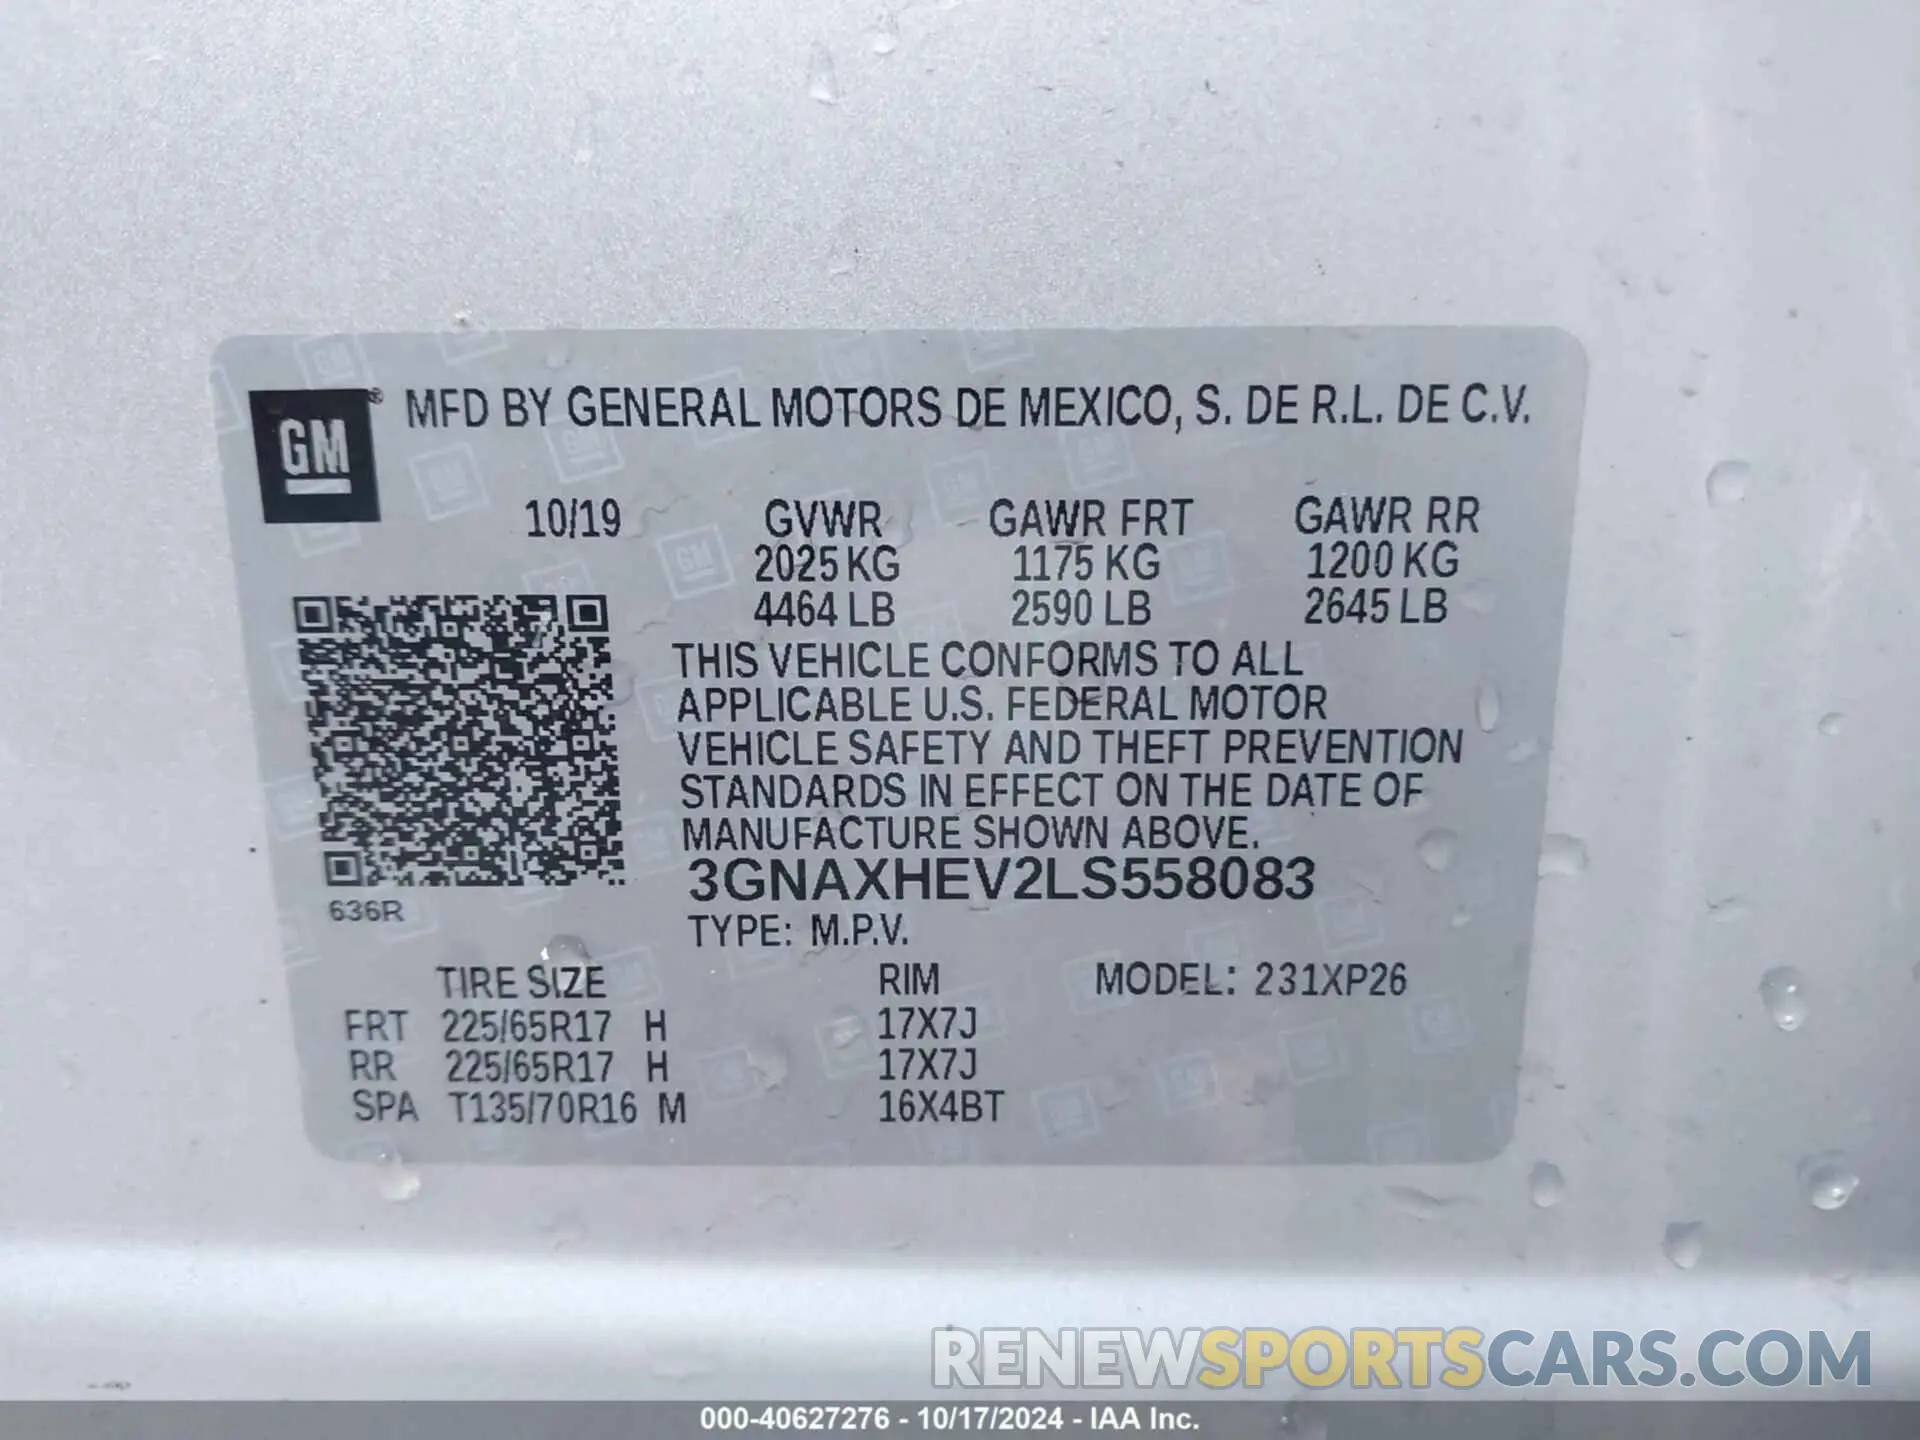 GM® MFD BY GENERAL MOTORS DE MEXICO, S. DE R.L. DE C.V.
10/19 GVWR GAWR FRT GAWR RR
2025 KG 1175 KG 1200 KG
4464 LB 2590 LB 2645 LB
THIS VEHICLE CONFORMS TO ALL
APPLICABLE U.S. FEDERAL MOTOR
VEHICLE SAFETY AND THEFT PREVENTION
STANDARDS IN EFFECT ON THE DATE OF
MANUFACTURE SHOWN ABOVE.
3GNAXHEV2LS558083
636R
TYPE: M.P.V.
TIRE SIZE RIM MODEL: 231XP26
FRT 225/65R17 H 17X7J
RR 225/65R17 H 17X7J
SPA T135/70R16 M 16X4BT
RENEWSPORTSCARS.COM
000-40627276 - 10/17/2024 - IAA Inc.